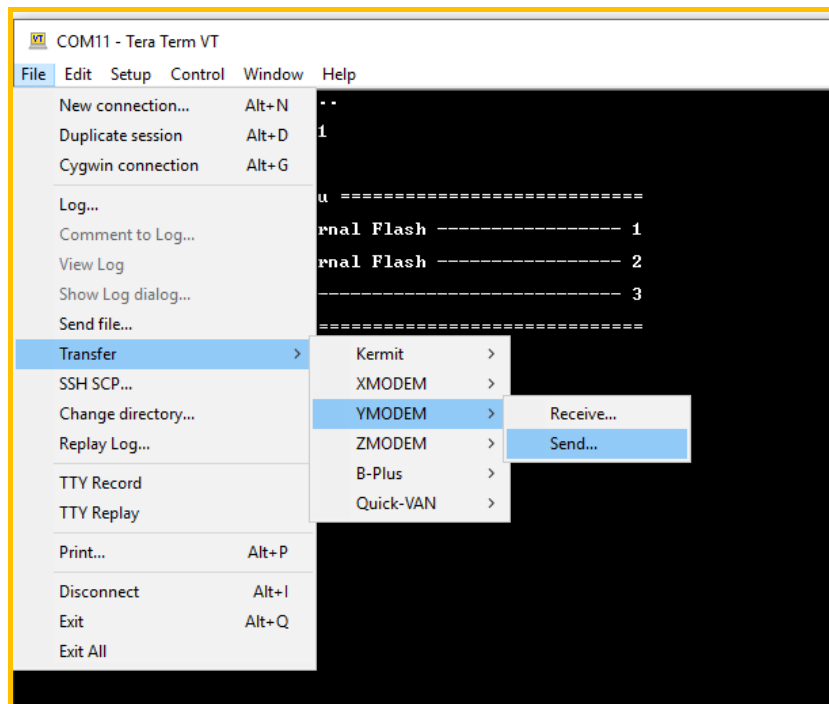 COM11 - Tera Term VT
File Edit Setup Control Window Help
New connection... Alt+N
Duplicate session Alt+D
Cygwin connection Alt+G
Log...
Comment to Log...
View Log
Show Log dialog...
Send file...
Transfer
SSH SCP...
Change directory...
Replay Log...
TTY Record
TTY Replay
Print... Alt+P
Disconnect Alt+I
Exit Alt+Q
Exit All
Kermit
XMODEM
YMODEM
ZMODEM
B-Plus
Quick-VAN
Receive...
Send...
..
1
u ============================
rnal Flash ----------------- 1
rnal Flash ----------------- 2
---------------------------- 3
==============================